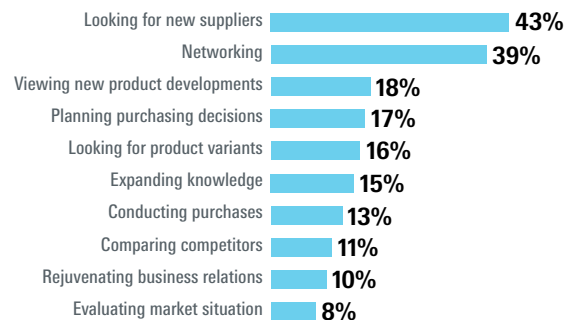 Looking for new suppliers 43%
Networking 39%
Viewing new product developments 18%
Planning purchasing decisions 17%
Looking for product variants 16%
Expanding knowledge 15%
Conducting purchases 13%
Comparing competitors 11%
Rejuvenating business relations 10%
Evaluating market situation 8%